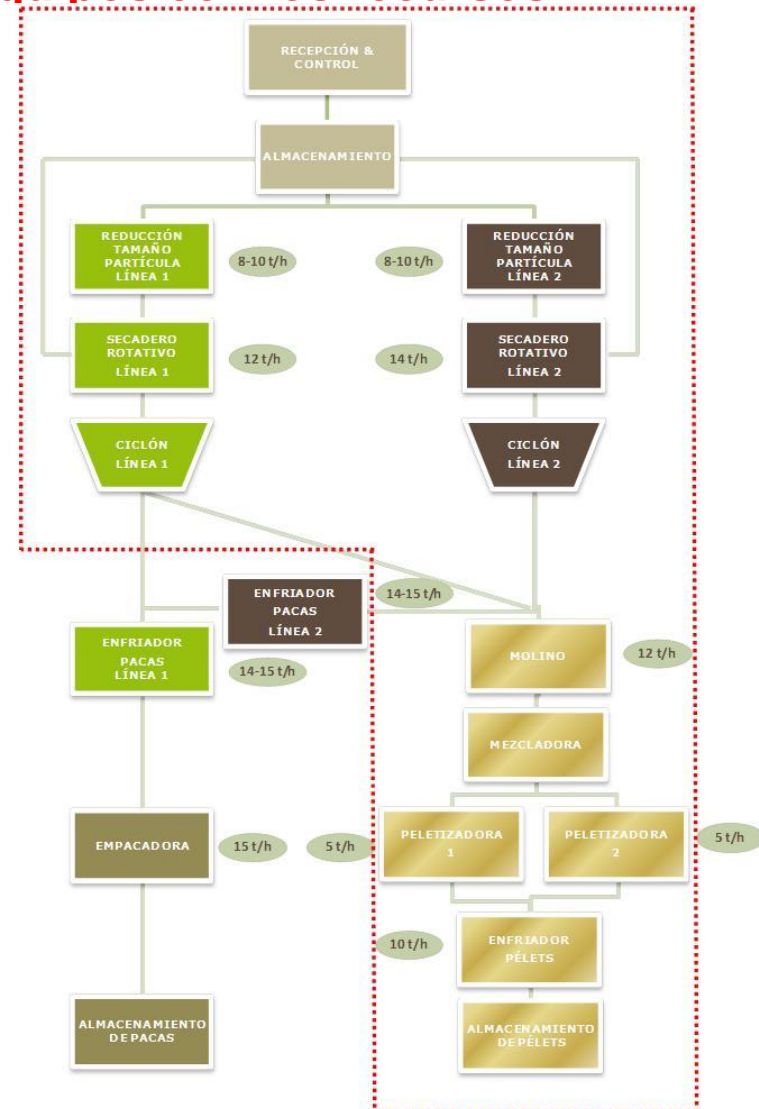 RECEPCIÓN &
CONTROL
ALMACENAMIENTO
REDUCCIÓN
TAMAÑO
PARTÍCULA
LÍNEA 1
8-10 t/h
8-10 t/h
REDUCCIÓN
TAMAÑO
PARTÍCULA
LÍNEA 2
SECADERO
ROTATIVO
LÍNEA 1
12 t/h
14 t/h
SECADERO
ROTATIVO
LÍNEA 2
CICLÓN
LÍNEA 1
CICLÓN
LÍNEA 2
ENFRIADOR
PACAS
LÍNEA 2
14-15 t/h
ENFRIADOR
PACAS
LÍNEA 1
14-15 t/h
MOLINO
12 t/h
MEZCLADORA
EMPACADORA
15 t/h
5 t/h
PELETIZADORA
1
PELETIZADORA
2
5 t/h
10 t/h
ENFRIADOR
PÉLETS
ALMACENAMIENTO
DE PACAS
ALMACENAMIENTO
DE PÉLETS